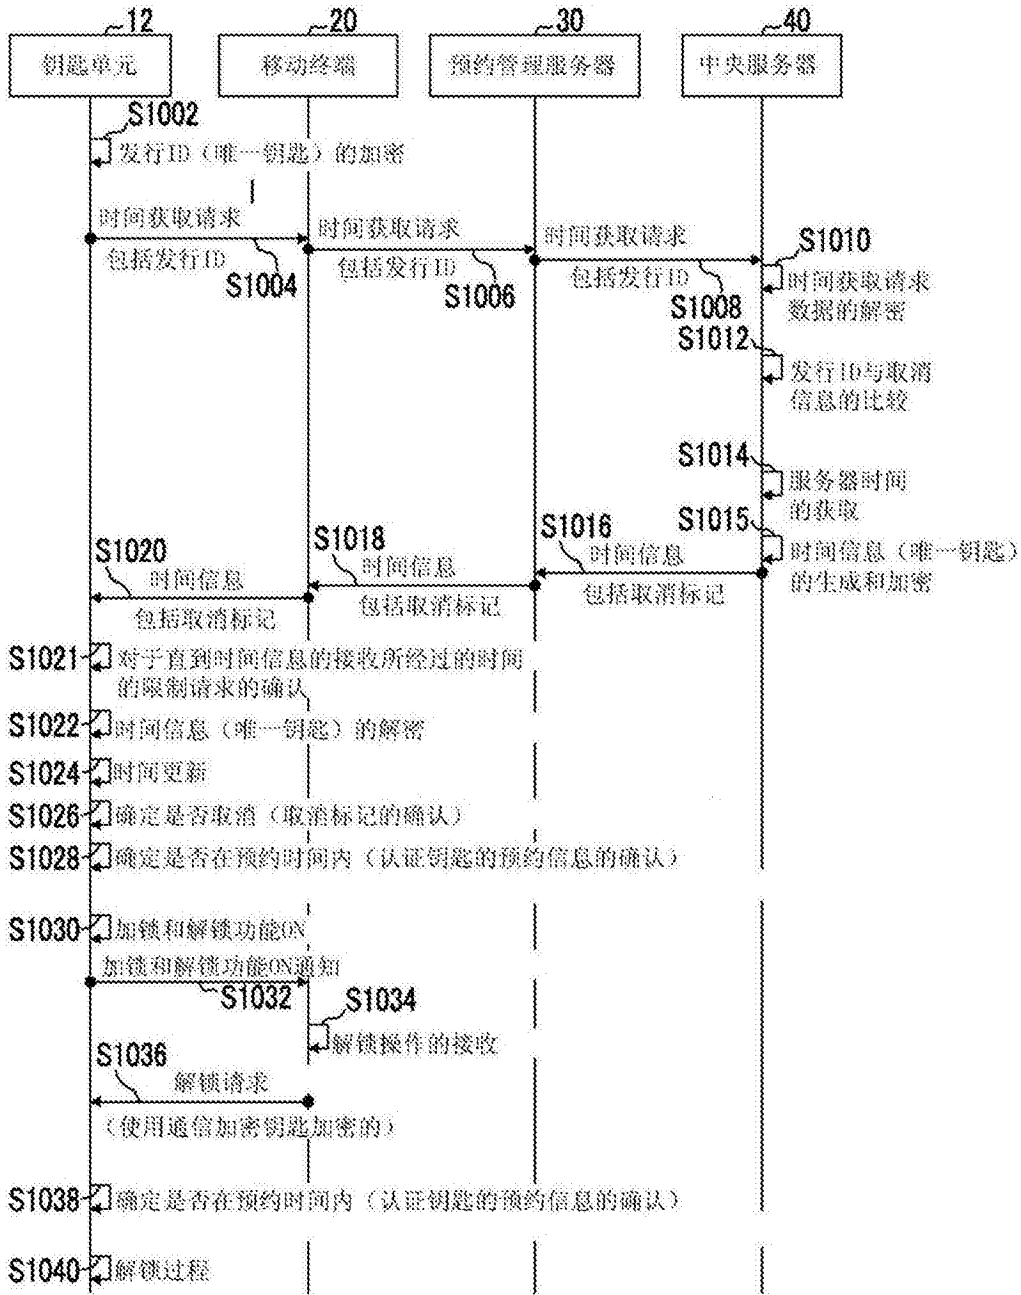 12
20
30
40
钥匙单元
移动终端
预约管理服务器
中央服务器
S1002
发行ID（唯一钥匙）的加密
时间获取请求
包括发行ID
S1004
时间获取请求
包括发行ID
S1006
时间获取请求
包括发行ID
S1008
S1010
时间获取请求
数据的解密
S1012
发行ID与取消
信息的比较
S1014
服务器时间
的获取
S1015
时间信息（唯一钥匙）
的生成和加密
S1016
时间信息
包括取消标记
S1018
时间信息
包括取消标记
S1020
时间信息
包括取消标记
S1021
对于直到时间信息的接收所经过的时间
的限制请求的确认
S1022
时间信息（唯一钥匙）的解密
S1024
时间更新
S1026
确定是否取消（取消标记的确认）
S1028
确定是否在预约时间内（认证钥匙的预约信息的确认）
S1030
加锁和解锁功能ON
加锁和解锁功能ON通知
S1032
S1034
解锁操作的接收
S1036
解锁请求
（使用通信加密钥匙加密的）
S1038
确定是否在预约时间内（认证钥匙的预约信息的确认）
S1040
解锁过程